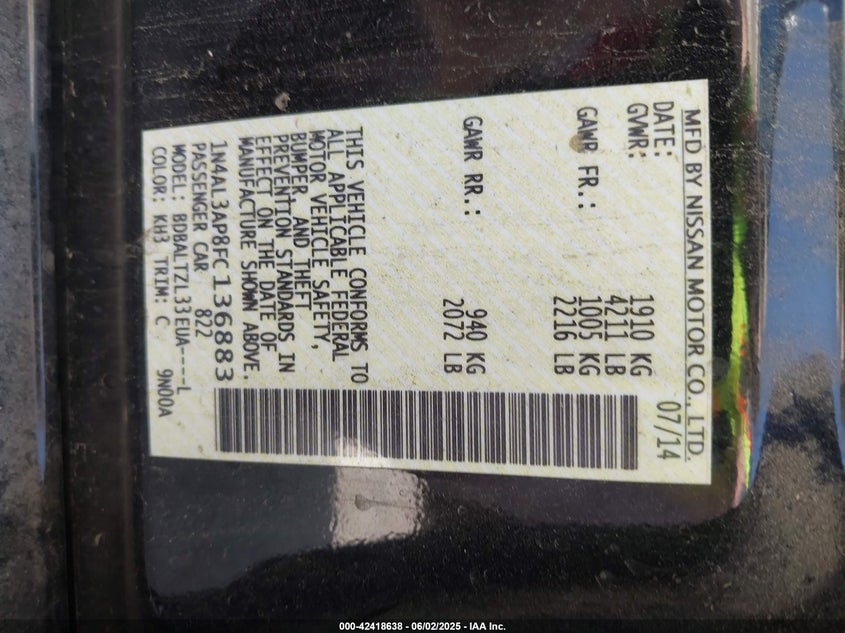 MFD BY NISSAN MOTOR CO., LTD.
DATE: 07/14
GVWR: 1910 KG
4211 LB
GAWR FR.: 1005 KG
2216 LB
GAWR RR.: 940 KG
2072 LB
THIS VEHICLE CONFORMS TO
ALL APPLICABLE FEDERAL
MOTOR VEHICLE SAFETY,
BUMPER, AND THEFT
PREVENTION STANDARDS IN
EFFECT ON THE DATE OF
MANUFACTURE SHOWN ABOVE.
1N4AL3AP8FC136883
PASSENGER CAR 822
MODEL: BDBALTZL33EUA----L
COLOR: KH3 TRIM: C 9N00A
000-42418638 - 06/02/2025 - IAA Inc.